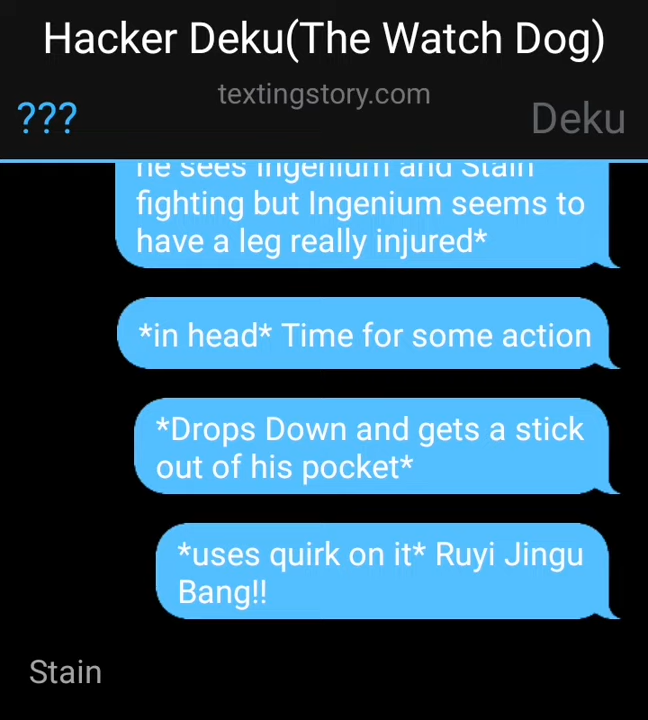 Hacker Deku(The Watch Dog)
textingstory.com
???
Deku
he sees Ingenium and Stain
fighting but Ingenium seems to
have a leg really injured*
*in head* Time for some action
*Drops Down and gets a stick
out of his pocket*
*uses quirk on it* Ruyi Jingu
Bang!!
Stain